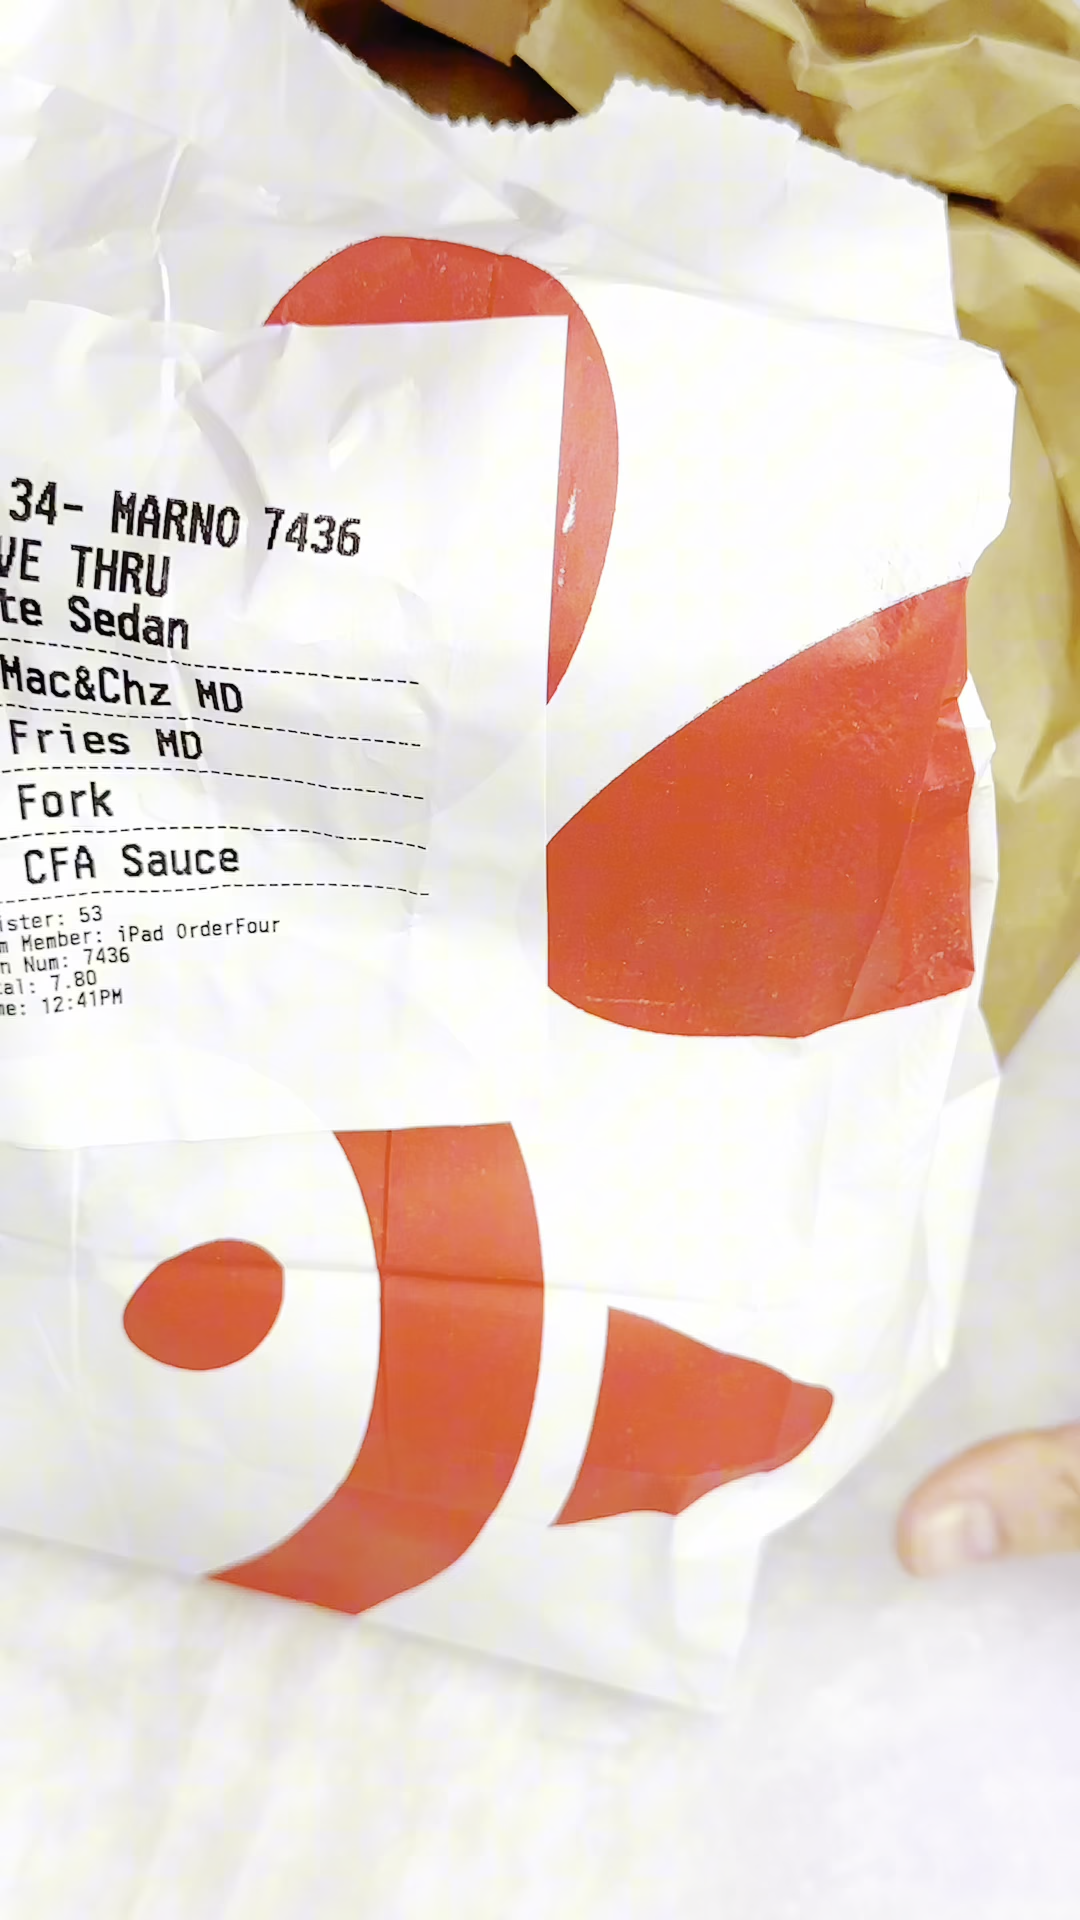 34- MARNO 7436
VE THRU
te Sedan
Mac&Chz MD
Fries MD
Fork
CFA Sauce
ister: 53
m Member: iPad OrderFour
n Num: 7436
tal: 7.80
me: 12:41PM